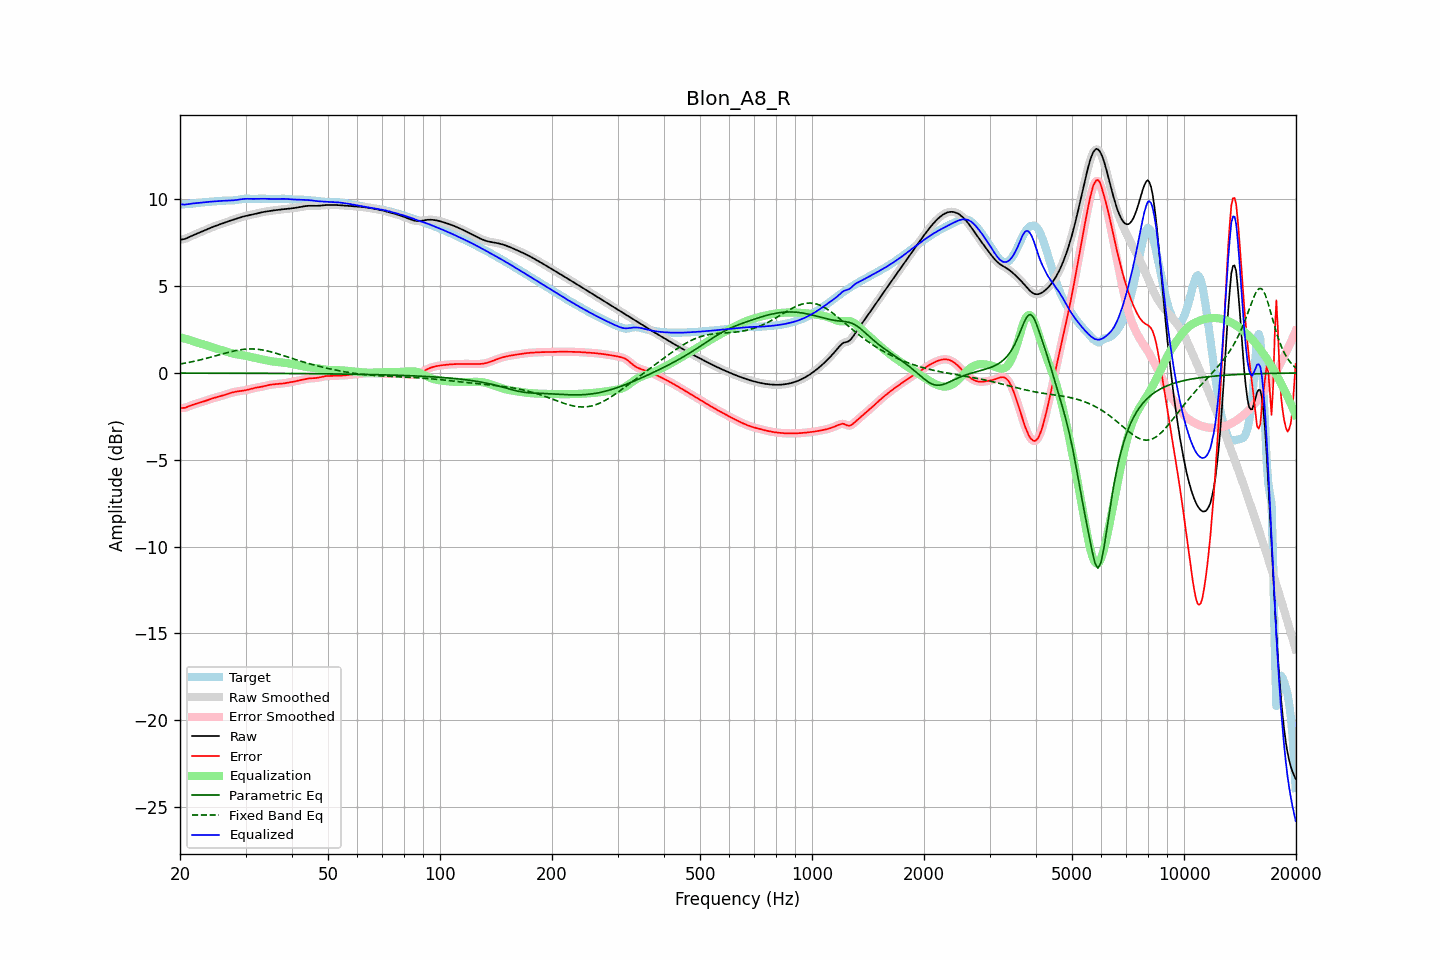 Blon_A8_R
Amplitude (dBr)
10
5
0
−5
−10
−15
−20
−25
Target
Raw Smoothed
Error Smoothed
Raw
Error
Equalization
Parametric Eq
Fixed Band Eq
Equalized
20
50
100
200
500
1000
2000
5000
10000
20000
Frequency (Hz)